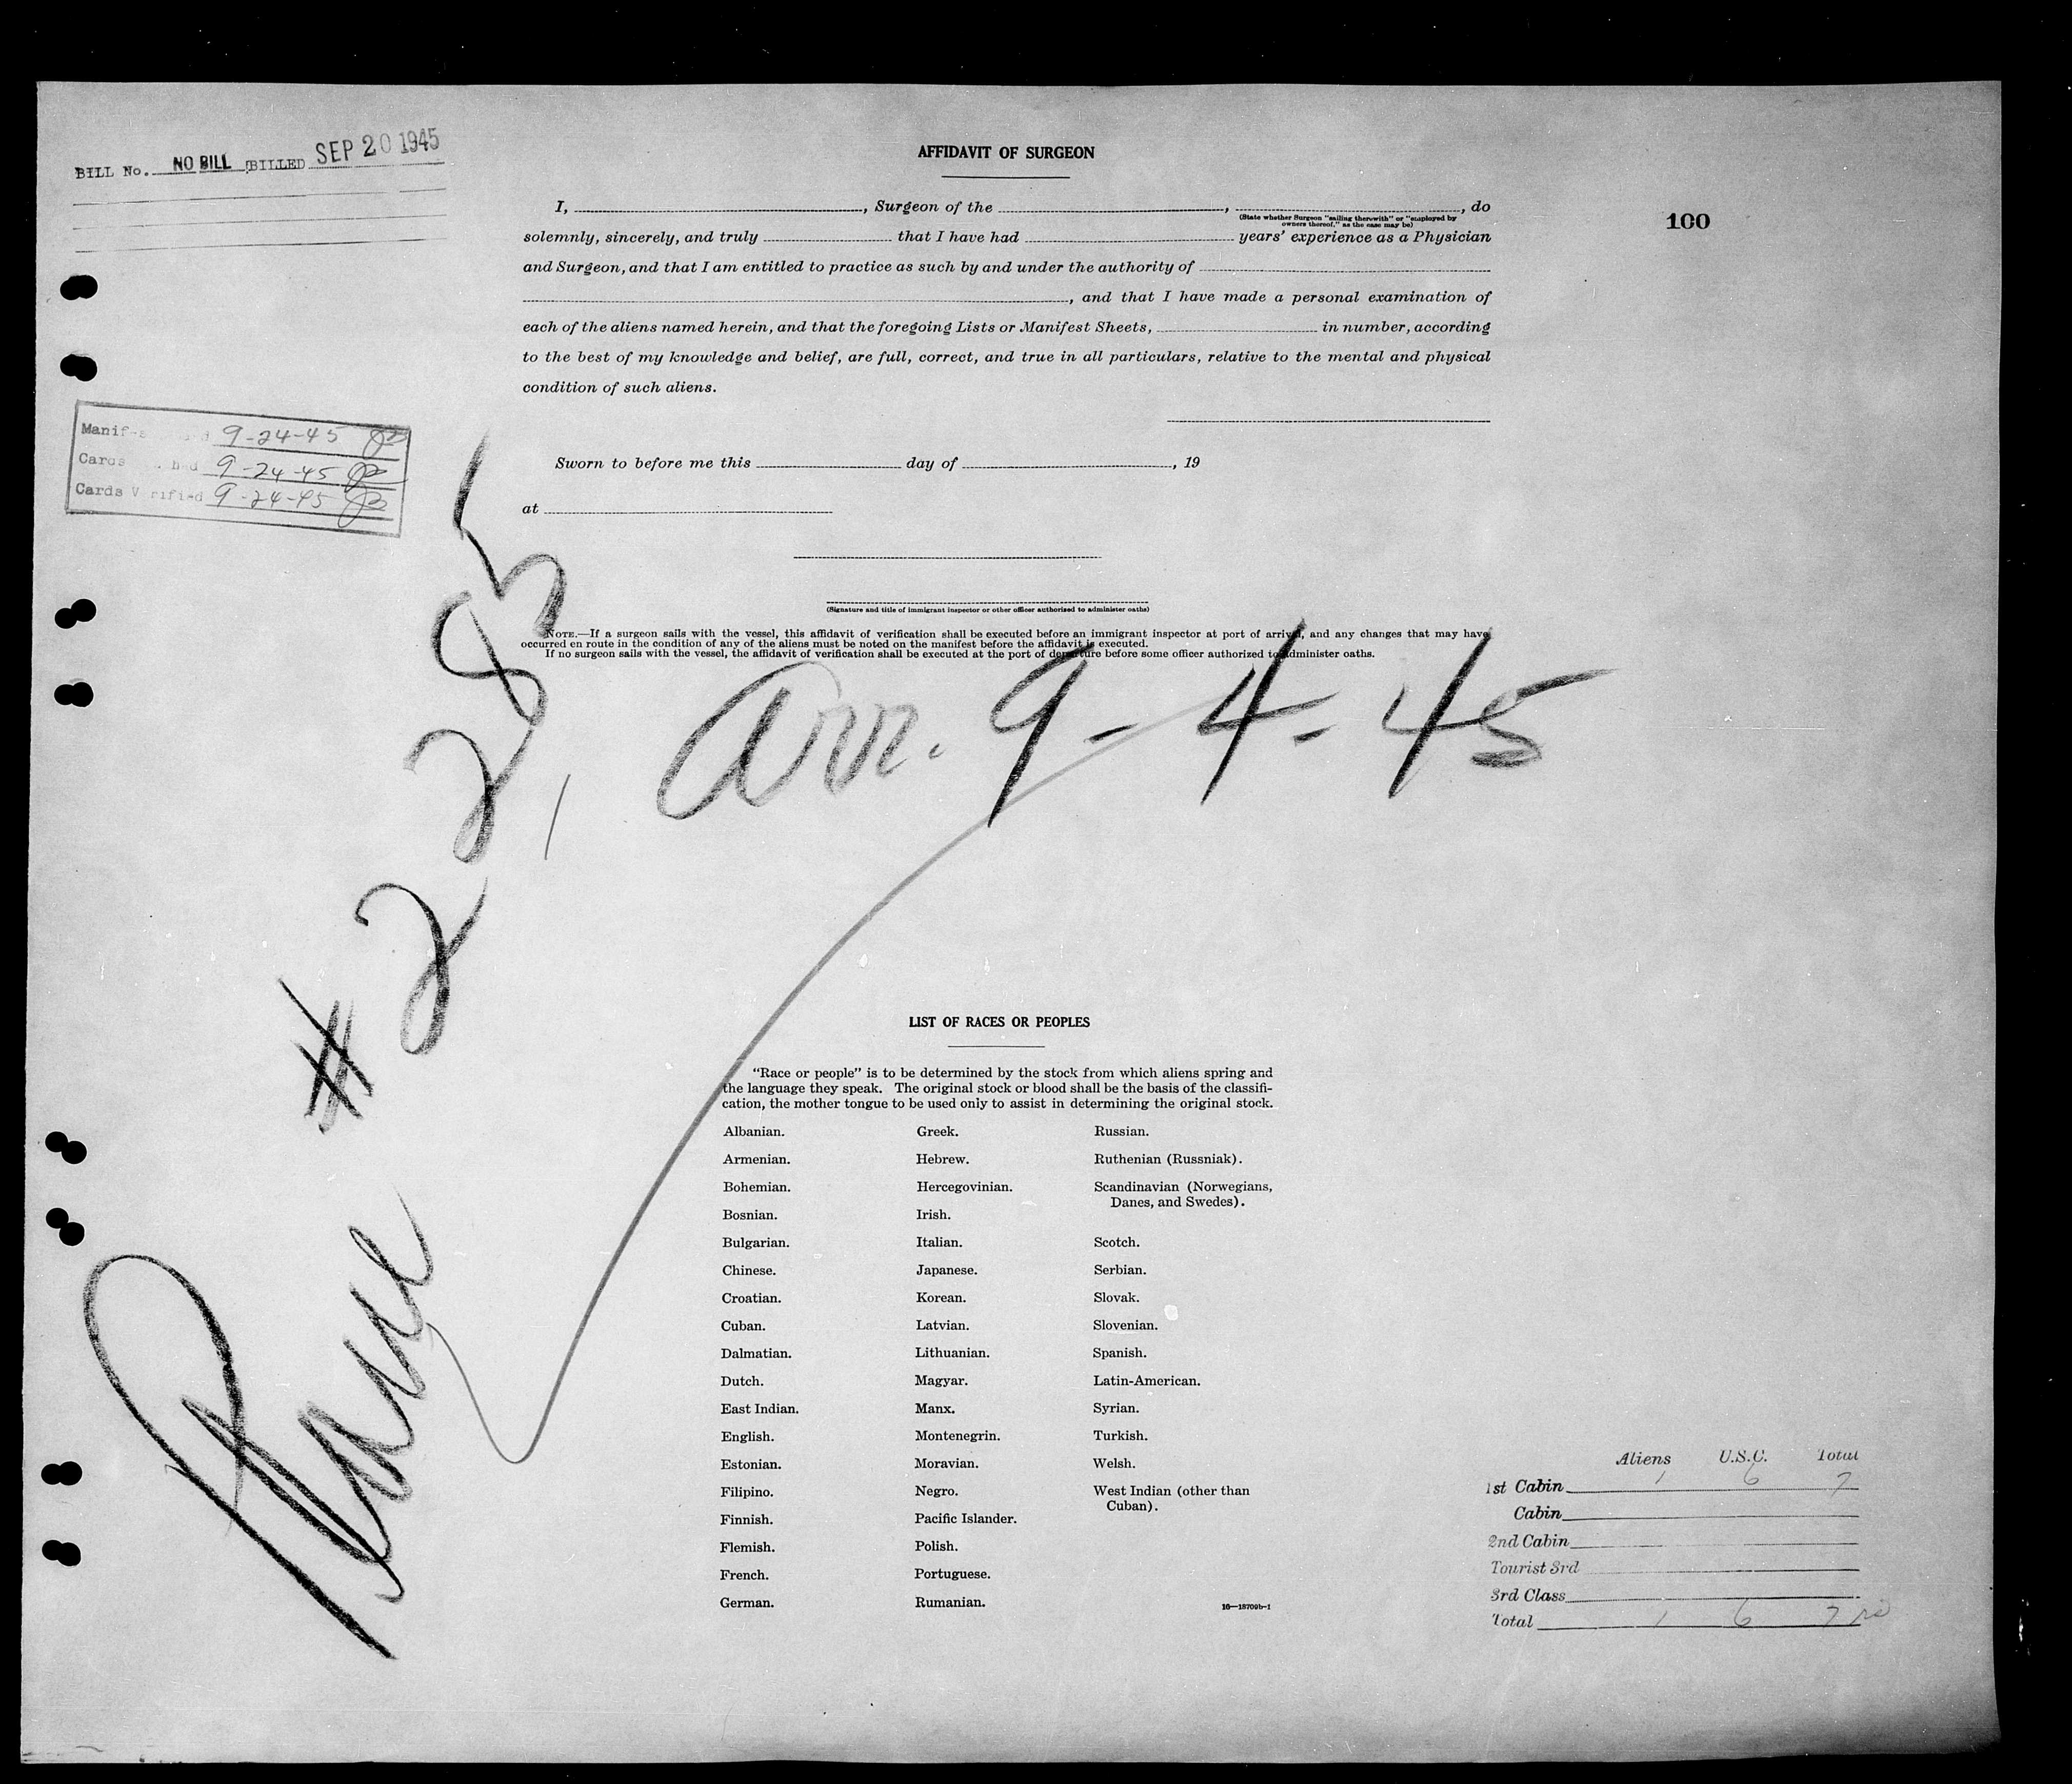 BILL No. NO BILL BILLED SEP 20 1945
AFFIDAVIT OF SURGEON
100
I, , Surgeon of the , , do
(State whether Surgeon "sailing therewith" or "employed by
owners thereof," as the case may be)
solemnly, sincerely, and truly that I have had years' experience as a Physician
and Surgeon, and that I am entitled to practice as such by and under the authority of
, and that I have made a personal examination of
each of the aliens named herein, and that the foregoing Lists or Manifest Sheets, in number, according
to the best of my knowledge and belief, are full, correct, and true in all particulars, relative to the mental and physical
condition of such aliens.
9-24-45
Cards 9-24-45
Cards Verified 9-24-45
Sworn to before me this day of , 19
at
(Signature and title of immigrant inspector or other officer authorized to administer oaths)
NOTE.—If a surgeon sails with the vessel, this affidavit of verification shall be executed before an immigrant inspector at port of arrival, and any changes that may have
occurred en route in the condition of any of the aliens must be noted on the manifest before the affidavit is executed.
If no surgeon sails with the vessel, the affidavit of verification shall be executed at the port of departure before some officer authorized to administer oaths.
Plane # 2285
Arr. 9-4-45
LIST OF RACES OR PEOPLES
"Race or people" is to be determined by the stock from which aliens spring and
the language they speak. The original stock or blood shall be the basis of the classifi-
cation, the mother tongue to be used only to assist in determining the original stock.
Albanian.
Armenian.
Bohemian.
Bosnian.
Bulgarian.
Chinese.
Croatian.
Cuban.
Dalmatian.
Dutch.
East Indian.
English.
Estonian.
Filipino.
Finnish.
Flemish.
French.
German.
Greek.
Hebrew.
Hercegovinian.
Irish.
Italian.
Japanese.
Korean.
Latvian.
Lithuanian.
Magyar.
Manx.
Montenegrin.
Moravian.
Negro.
Pacific Islander.
Polish.
Portuguese.
Rumanian.
Russian.
Ruthenian (Russniak).
Scandinavian (Norwegians,
Danes, and Swedes).
Scotch.
Serbian.
Slovak.
Slovenian.
Spanish.
Latin-American.
Syrian.
Turkish.
Welsh.
West Indian (other than
Cuban).
16—18709b-1
Aliens U.S.C. Total
1st Cabin 1 6 7
Cabin
2nd Cabin
Tourist 3rd
3rd Class
Total 1 6 7